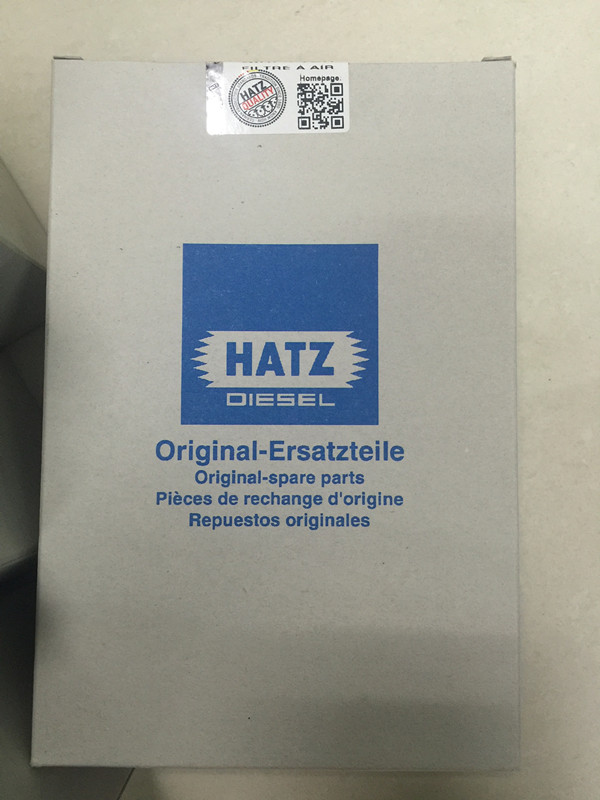 FILTRE À AIR
Homepage:
HATZ
QUALITY
HATZ
DIESEL
Original-Ersatzteile
Original-spare parts
Pièces de rechange d'origine
Repuestos originales